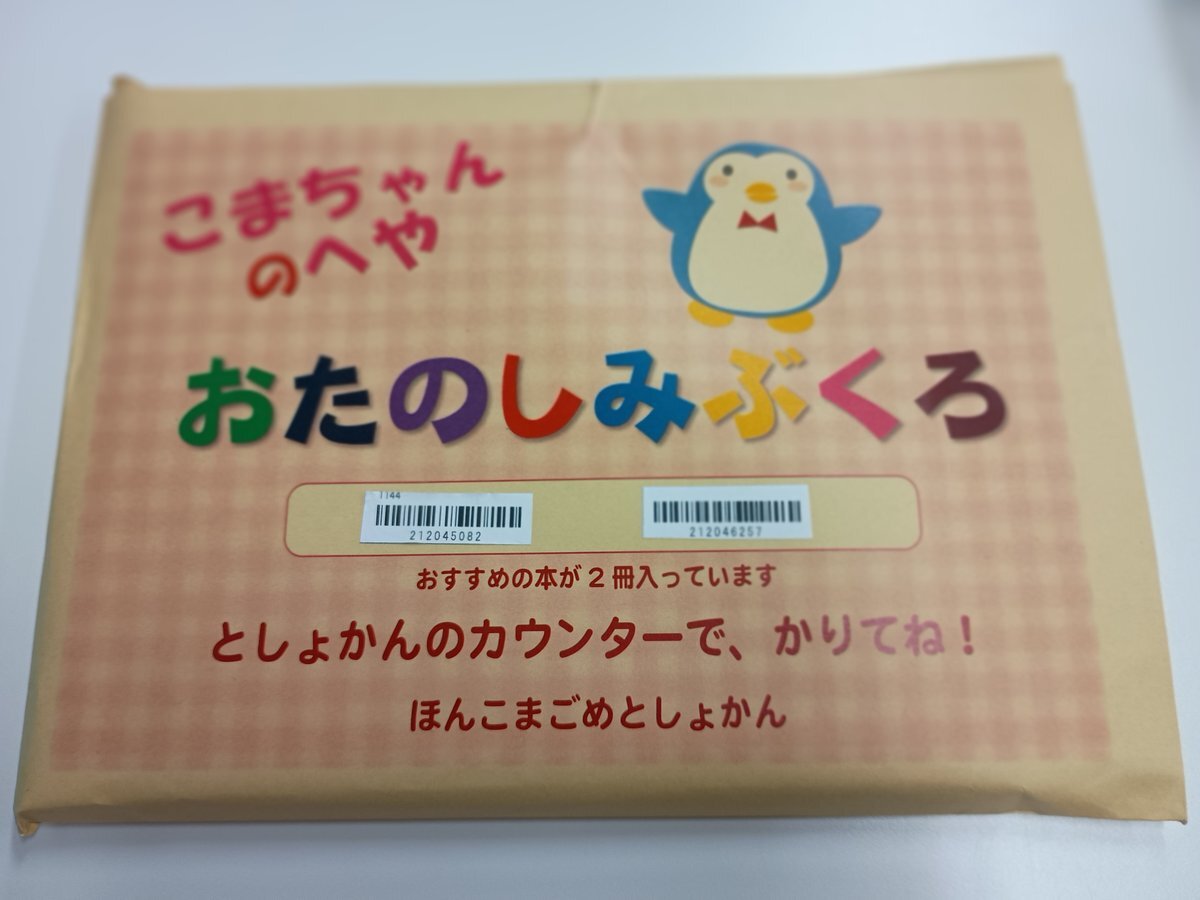 こまちゃん
のへや
おたのしみぶくろ
1144
212045082
212046257
おすすめの本が2冊入っています
としょかんのカウンターで、かりてね！
ほんこまごめとしょかん